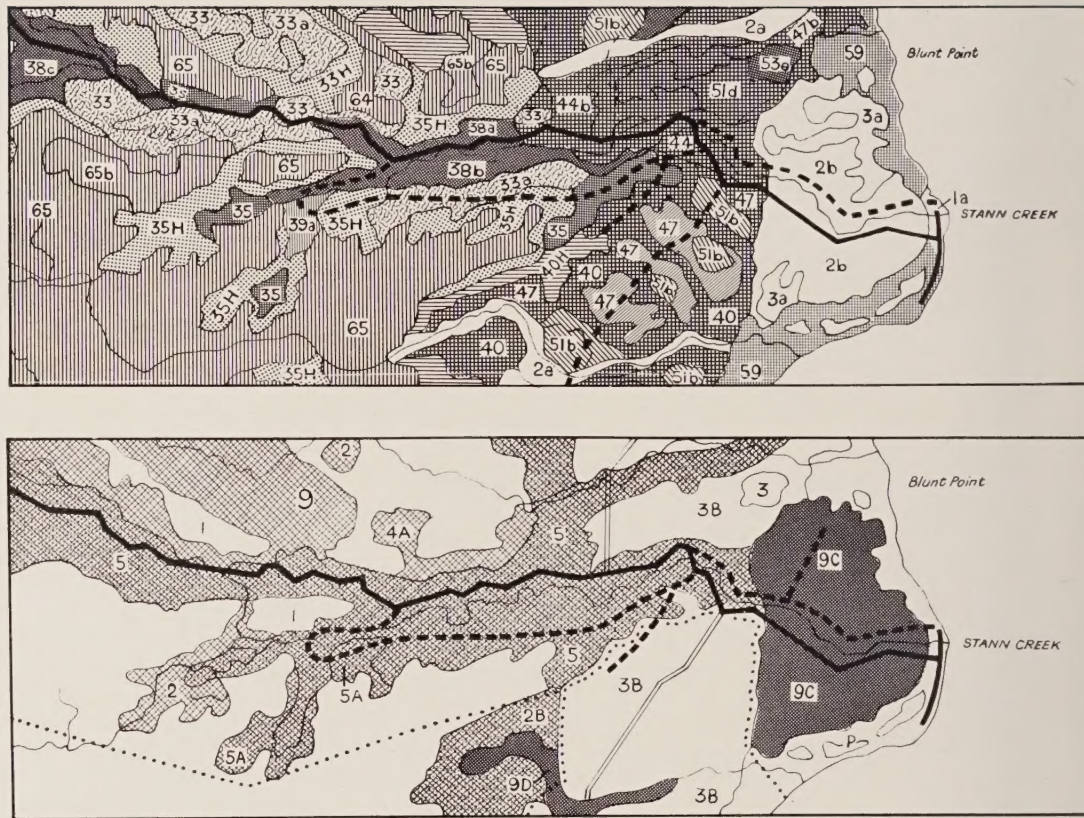 51b 2a 47b
33 33a 59 Blunt Point
38c 65 33H 65 65b 65 53e
35 51d
33 33 64 44b 3a
33a 35H 38a 33
44
65b 65 38b 2b
33a 1a
65 35 47 51b STANN CREEK
35H 39a 35H 35H 35 47
40H 47 51b 2b
35H 35 40 51b
47 47 3a
65 40
40 51b
35H 2a 51b 59
2
9 Blunt Point
1 3B 3
4A
5 5 9C
1
STANN CREEK
5
2 5A 3B 9C
2B
5A P
9D 3B